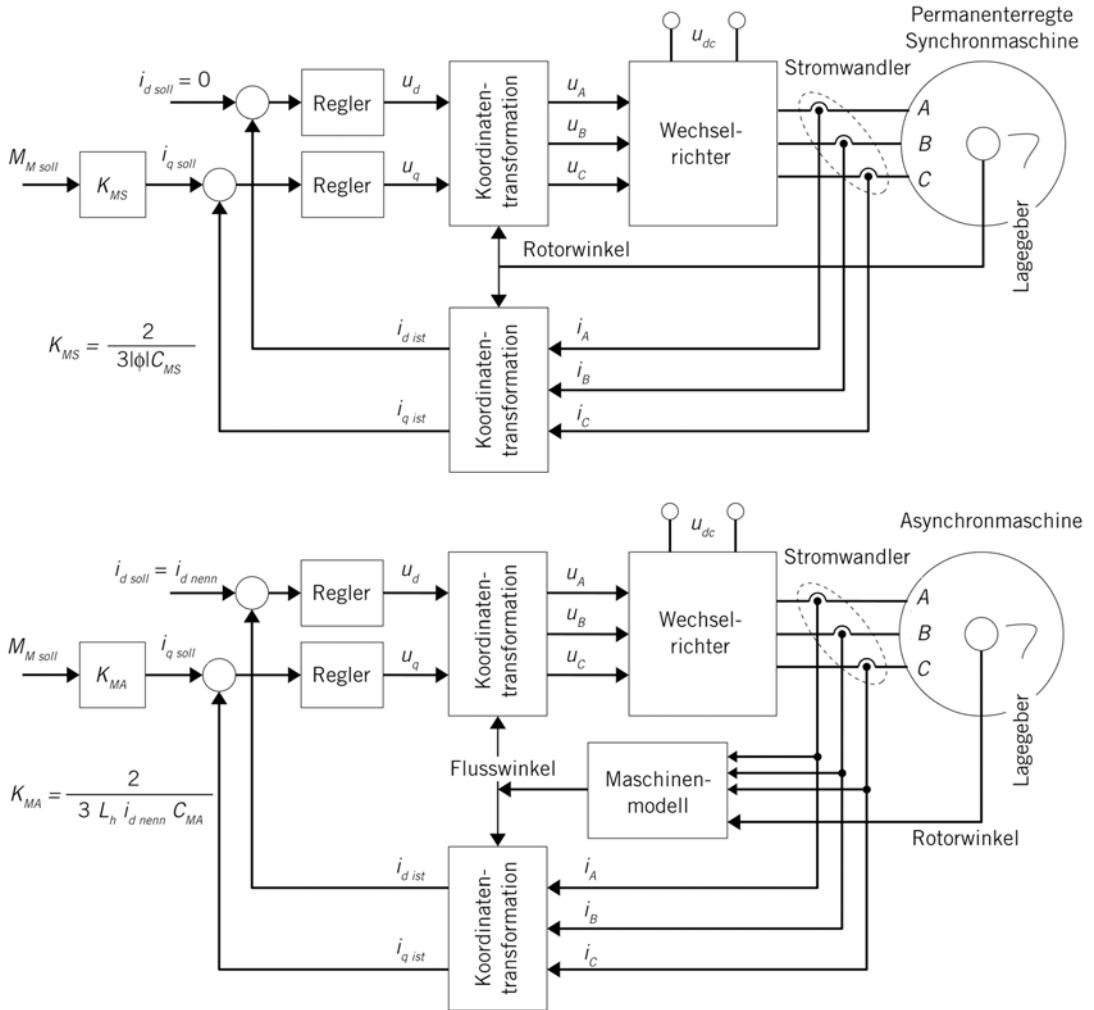 Permanenterregte
Synchronmaschine
u_dc
Stromwandler
i_d soll = 0
Regler
u_d
Koordinaten-
transformation
u_A
u_B
u_C
Wechsel-
richter
A
B
C
M_M soll
K_MS
i_q soll
Regler
u_q
Rotorwinkel
Lagegeber
K_MS = 2 / 3|ϕ|C_MS
i_d ist
i_q ist
Koordinaten-
transformation
i_A
i_B
i_C
Asynchronmaschine
u_dc
Stromwandler
i_d soll = i_d nenn
Regler
u_d
Koordinaten-
transformation
u_A
u_B
u_C
Wechsel-
richter
A
B
C
M_M soll
K_MA
i_q soll
Regler
u_q
Lagegeber
Flusswinkel
Maschinen-
modell
Rotorwinkel
K_MA = 2 / 3 L_h i_d nenn C_MA
i_d ist
i_q ist
Koordinaten-
transformation
i_A
i_B
i_C